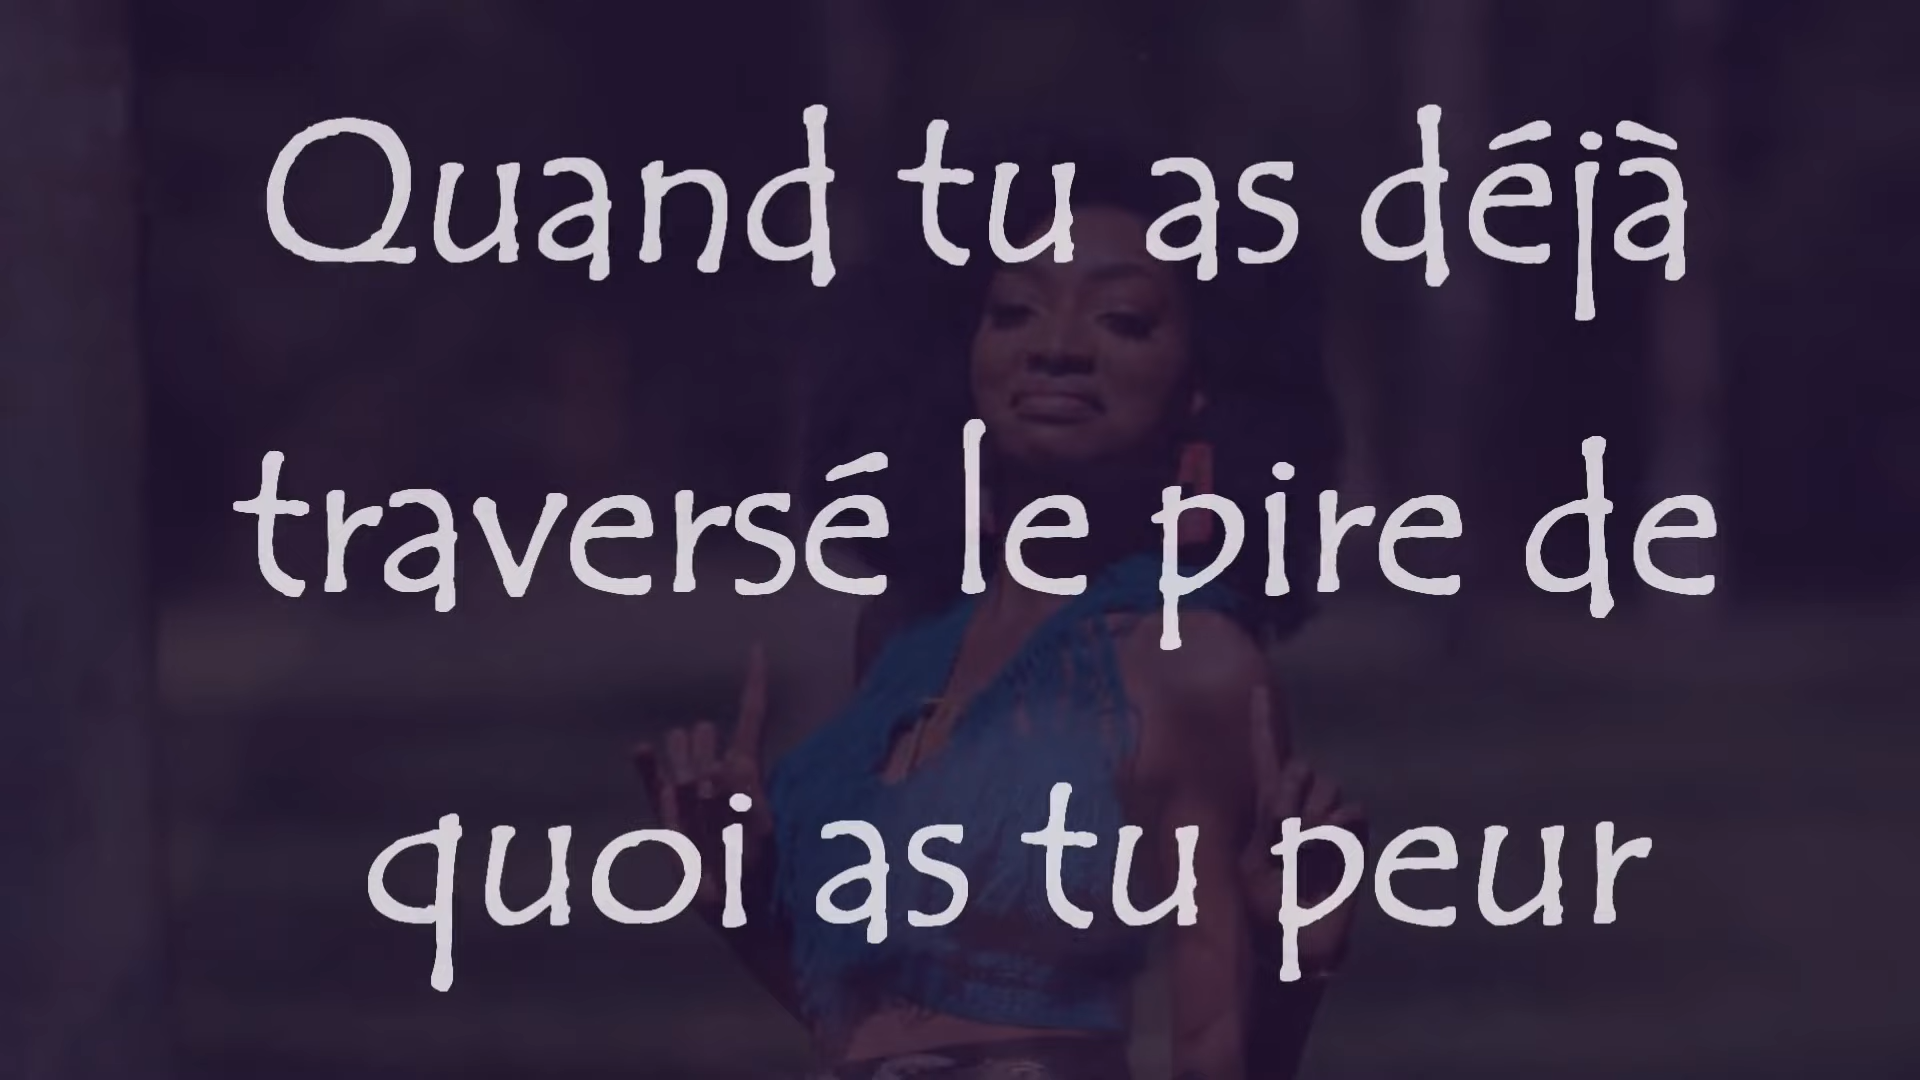 Quand tu as déjà
traversé le pire de
quoi as tu peur